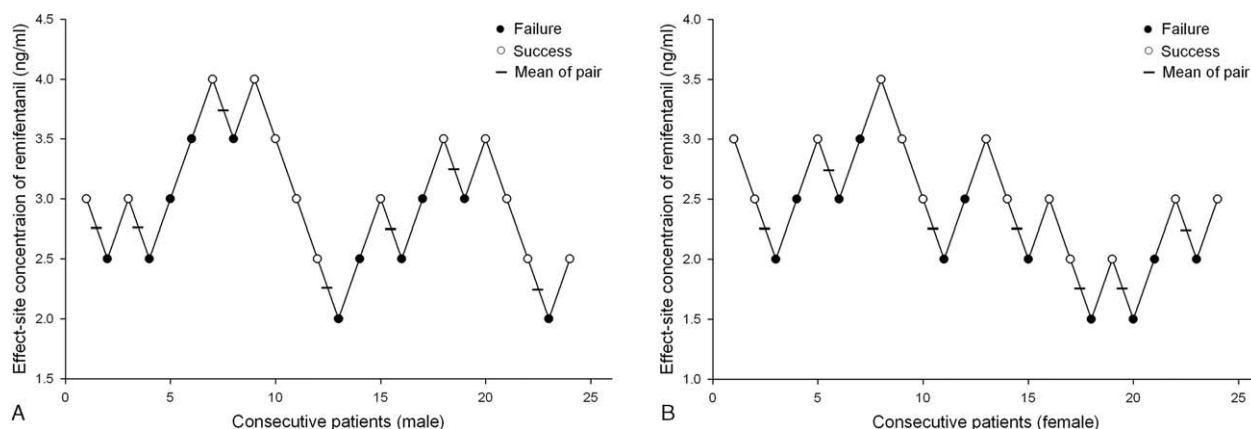 Effect-site concentraion of remifentanil (ng/ml)
4.5
4.0
3.5
3.0
2.5
2.0
1.5
0
5
10
15
20
25
Failure
Success
Mean of pair
A
Consecutive patients (male)
Effect-site concentraion of remifentanil (ng/ml)
4.0
3.5
3.0
2.5
2.0
1.5
1.0
0
5
10
15
20
25
Failure
Success
Mean of pair
B
Consecutive patients (female)